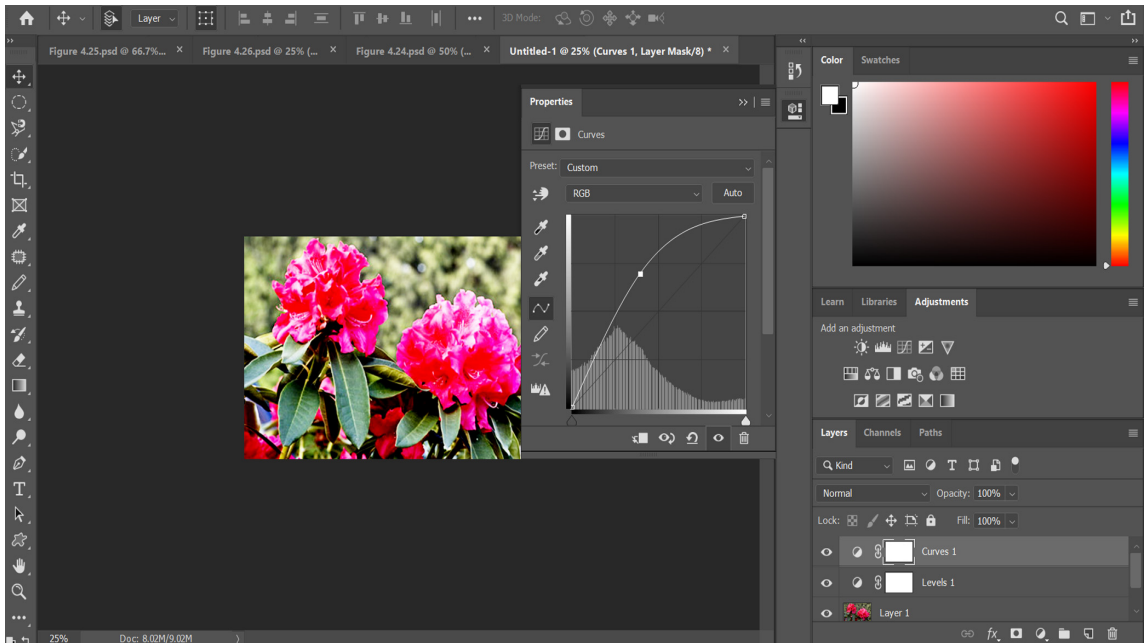 Layer
3D Mode:
Figure 4.25.psd @ 66.7%...
Figure 4.26.psd @ 25% (...
Figure 4.24.psd @ 50% (...
Untitled-1 @ 25% (Curves 1, Layer Mask/8) *
Properties
Curves
Preset:
Custom
RGB
Auto
Color
Swatches
Learn
Libraries
Adjustments
Add an adjustment
Layers
Channels
Paths
Kind
Normal
Opacity: 100%
Lock:
Fill: 100%
Curves 1
Levels 1
Layer 1
25%
Doc: 8.02M/9.02M